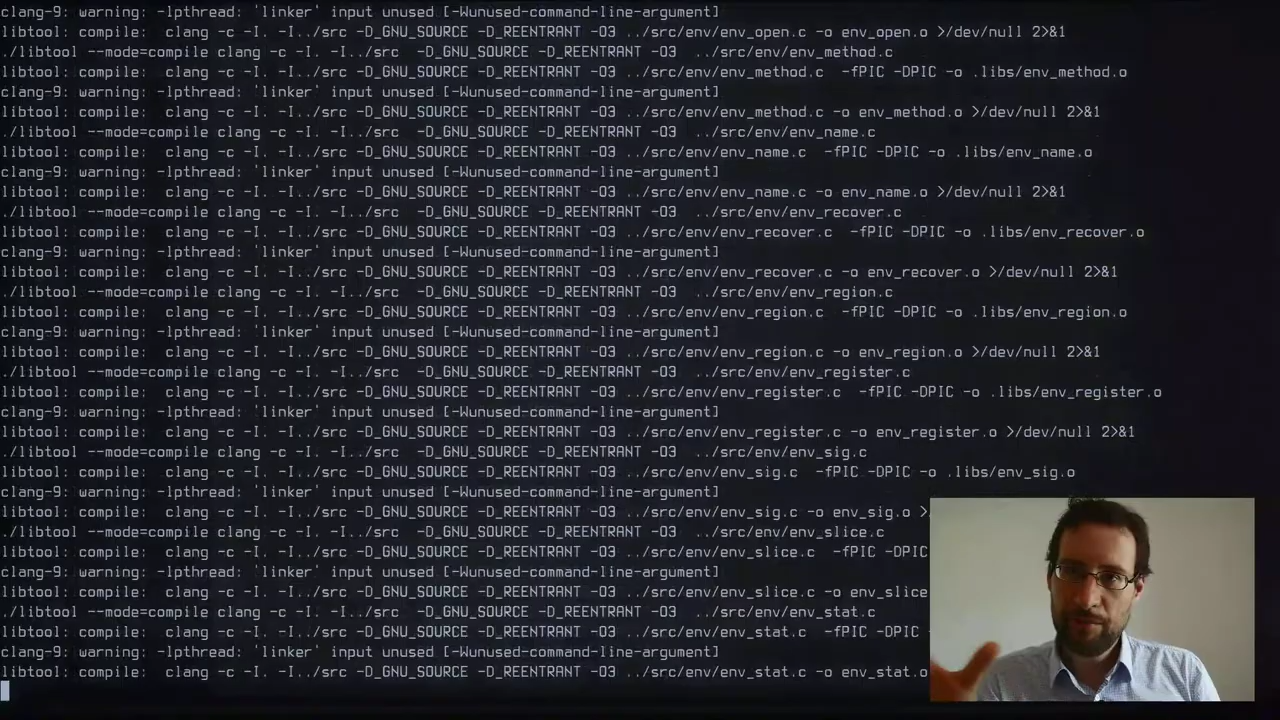 clang-9: warning: -lpthread: 'linker' input unused [-Wunused-command-line-argument]
libtool: compile:  clang -c -I. -I../src -D_GNU_SOURCE -D_REENTRANT -O3 ../src/env/env_open.c -o env_open.o >/dev/null 2>&1
./libtool --mode=compile clang -c -I. -I../src  -D_GNU_SOURCE -D_REENTRANT -O3  ../src/env/env_method.c
libtool: compile:  clang -c -I. -I../src -D_GNU_SOURCE -D_REENTRANT -O3 ../src/env/env_method.c  -fPIC -DPIC -o .libs/env_method.o
clang-9: warning: -lpthread: 'linker' input unused [-Wunused-command-line-argument]
libtool: compile:  clang -c -I. -I../src -D_GNU_SOURCE -D_REENTRANT -O3 ../src/env/env_method.c -o env_method.o >/dev/null 2>&1
./libtool --mode=compile clang -c -I. -I../src  -D_GNU_SOURCE -D_REENTRANT -O3  ../src/env/env_name.c
libtool: compile:  clang -c -I. -I../src -D_GNU_SOURCE -D_REENTRANT -O3 ../src/env/env_name.c  -fPIC -DPIC -o .libs/env_name.o
clang-9: warning: -lpthread: 'linker' input unused [-Wunused-command-line-argument]
libtool: compile:  clang -c -I. -I../src -D_GNU_SOURCE -D_REENTRANT -O3 ../src/env/env_name.c -o env_name.o >/dev/null 2>&1
./libtool --mode=compile clang -c -I. -I../src  -D_GNU_SOURCE -D_REENTRANT -O3  ../src/env/env_recover.c
libtool: compile:  clang -c -I. -I../src -D_GNU_SOURCE -D_REENTRANT -O3 ../src/env/env_recover.c  -fPIC -DPIC -o .libs/env_recover.o
clang-9: warning: -lpthread: 'linker' input unused [-Wunused-command-line-argument]
libtool: compile:  clang -c -I. -I../src -D_GNU_SOURCE -D_REENTRANT -O3 ../src/env/env_recover.c -o env_recover.o >/dev/null 2>&1
./libtool --mode=compile clang -c -I. -I../src  -D_GNU_SOURCE -D_REENTRANT -O3  ../src/env/env_region.c
libtool: compile:  clang -c -I. -I../src -D_GNU_SOURCE -D_REENTRANT -O3 ../src/env/env_region.c  -fPIC -DPIC -o .libs/env_region.o
clang-9: warning: -lpthread: 'linker' input unused [-Wunused-command-line-argument]
libtool: compile:  clang -c -I. -I../src -D_GNU_SOURCE -D_REENTRANT -O3 ../src/env/env_region.c -o env_region.o >/dev/null 2>&1
./libtool --mode=compile clang -c -I. -I../src  -D_GNU_SOURCE -D_REENTRANT -O3  ../src/env/env_register.c
libtool: compile:  clang -c -I. -I../src -D_GNU_SOURCE -D_REENTRANT -O3 ../src/env/env_register.c  -fPIC -DPIC -o .libs/env_register.o
clang-9: warning: -lpthread: 'linker' input unused [-Wunused-command-line-argument]
libtool: compile:  clang -c -I. -I../src -D_GNU_SOURCE -D_REENTRANT -O3 ../src/env/env_register.c -o env_register.o >/dev/null 2>&1
./libtool --mode=compile clang -c -I. -I../src  -D_GNU_SOURCE -D_REENTRANT -O3  ../src/env/env_sig.c
libtool: compile:  clang -c -I. -I../src -D_GNU_SOURCE -D_REENTRANT -O3 ../src/env/env_sig.c  -fPIC -DPIC -o .libs/env_sig.o
clang-9: warning: -lpthread: 'linker' input unused [-Wunused-command-line-argument]
libtool: compile:  clang -c -I. -I../src -D_GNU_SOURCE -D_REENTRANT -O3 ../src/env/env_sig.c -o env_sig.o >
./libtool --mode=compile clang -c -I. -I../src  -D_GNU_SOURCE -D_REENTRANT -O3  ../src/env/env_slice.c
libtool: compile:  clang -c -I. -I../src -D_GNU_SOURCE -D_REENTRANT -O3 ../src/env/env_slice.c  -fPIC -DPIC
clang-9: warning: -lpthread: 'linker' input unused [-Wunused-command-line-argument]
libtool: compile:  clang -c -I. -I../src -D_GNU_SOURCE -D_REENTRANT -O3 ../src/env/env_slice.c -o env_slice
./libtool --mode=compile clang -c -I. -I../src  -D_GNU_SOURCE -D_REENTRANT -O3  ../src/env/env_stat.c
libtool: compile:  clang -c -I. -I../src -D_GNU_SOURCE -D_REENTRANT -O3 ../src/env/env_stat.c  -fPIC -DPIC
clang-9: warning: -lpthread: 'linker' input unused [-Wunused-command-line-argument]
libtool: compile:  clang -c -I. -I../src -D_GNU_SOURCE -D_REENTRANT -O3 ../src/env/env_stat.c -o env_stat.o